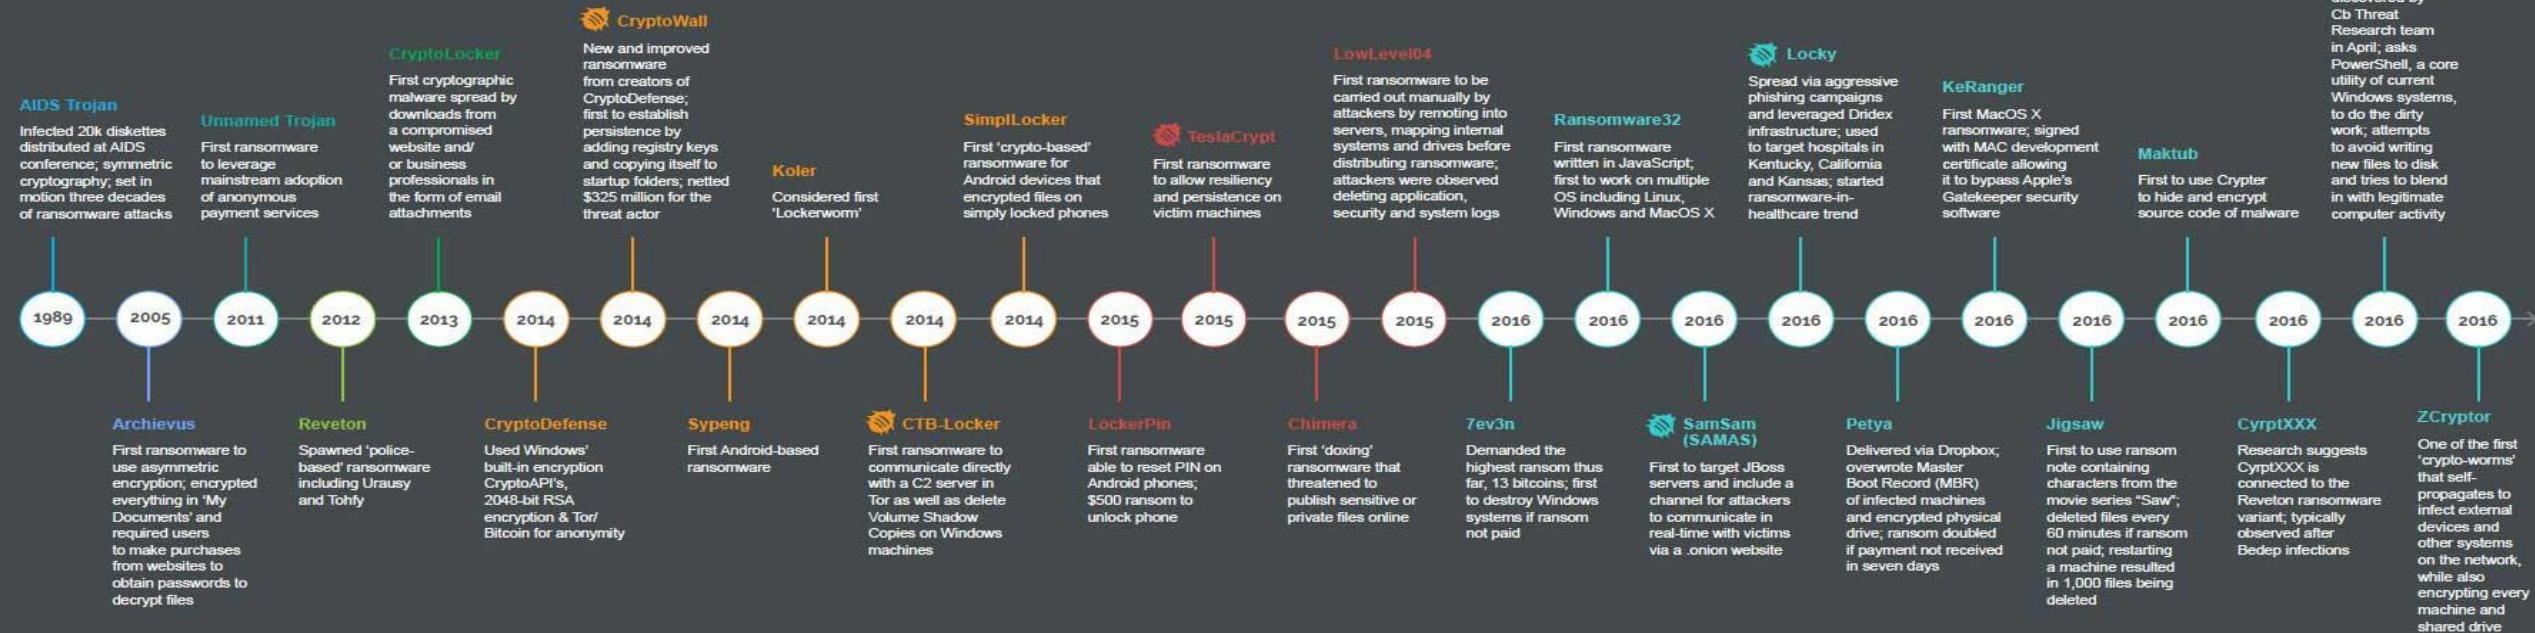 AIDS Trojan
Infected 20k diskettes
distributed at AIDS
conference; symmetric
cryptography; set in
motion three decades
of ransomware attacks
Unnamed Trojan
First ransomware
to leverage
mainstream adoption
of anonymous
payment services
CryptoLocker
First cryptographic
malware spread by
downloads from
a compromised
website and/
or business
professionals in
the form of email
attachments
CryptoWall
New and improved
ransomware
from creators of
CryptoDefense;
first to establish
persistence by
adding registry keys
and copying itself to
startup folders; netted
$325 million for the
threat actor
Koler
Considered first
'Lockerworm'
SimplLocker
First 'crypto-based'
ransomware for
Android devices that
encrypted files on
simply locked phones
TeslaCrypt
First ransomware
to allow resiliency
and persistence on
victim machines
LowLevel04
First ransomware to be
carried out manually by
attackers by remoting into
servers, mapping internal
systems and drives before
distributing ransomware;
attackers were observed
deleting application,
security and system logs
Ransomware32
First ransomware
written in JavaScript;
first to work on multiple
OS including Linux,
Windows and MacOS X
Locky
Spread via aggressive
phishing campaigns
and leveraged Dridex
infrastructure; used
to target hospitals in
Kentucky, California
and Kansas; started
ransomware-in-
healthcare trend
KeRanger
First MacOS X
ransomware; signed
with MAC development
certificate allowing
it to bypass Apple's
Gatekeeper security
software
Maktub
First to use Crypter
to hide and encrypt
source code of malware
Cb Threat
Research team
in April; asks
PowerShell, a core
utility of current
Windows systems,
to do the dirty
work; attempts
to avoid writing
new files to disk
and tries to blend
in with legitimate
computer activity
1989 2005 2011 2012 2013 2014 2014 2014 2014 2014 2014 2015 2015 2015 2015 2016 2016 2016 2016 2016 2016 2016 2016 2016 2016 2016
Archievus
First ransomware to
use asymmetric
encryption; encrypted
everything in 'My
Documents' and
required users
to make purchases
from websites to
obtain passwords to
decrypt files
Reveton
Spawned 'police-
based' ransomware
including Urausy
and Tohfy
CryptoDefense
Used Windows'
built-in encryption
CryptoAPI's,
2048-bit RSA
encryption & Tor/
Bitcoin for anonymity
Sypeng
First Android-based
ransomware
CTB-Locker
First ransomware to
communicate directly
with a C2 server in
Tor as well as delete
Volume Shadow
Copies on Windows
machines
LockerPin
First ransomware
able to reset PIN on
Android phones;
$500 ransom to
unlock phone
Chimera
First 'doxing'
ransomware that
threatened to
publish sensitive or
private files online
7ev3n
Demanded the
highest ransom thus
far, 13 bitcoins; first
to destroy Windows
systems if ransom
not paid
SamSam
(SAMAS)
First to target JBoss
servers and include a
channel for attackers
to communicate in
real-time with victims
via a .onion website
Petya
Delivered via Dropbox;
overwrote Master
Boot Record (MBR)
of infected machines
and encrypted physical
drive; ransom doubled
if payment not received
in seven days
Jigsaw
First to use ransom
note containing
characters from the
movie series "Saw";
deleted files every
60 minutes if ransom
not paid; restarting
a machine resulted
in 1,000 files being
deleted
CyrptXXX
Research suggests
CyrptXXX is
connected to the
Reveton ransomware
variant; typically
observed after
Bedep infections
ZCryptor
One of the first
'crypto-worms'
that self-
propagates to
infect external
devices and
other systems
on the network,
while also
encrypting every
machine and
shared drive